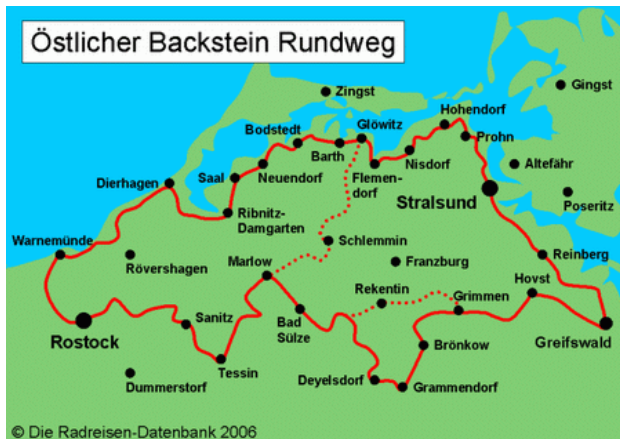 Östlicher Backstein Rundweg
Zingst
Gingst
Hohendorf
Glöwitz
Bodstedt
Prohn
Barth
Nisdorf
Altefähr
Saal
Neuendorf
Flemen-
dorf
Dierhagen
Stralsund
Poseritz
Ribnitz-
Damgarten
Warnemünde
Schlemmin
Reinberg
Rövershagen
Marlow
Franzburg
Hovst
Rekentin
Grimmen
Sanitz
Bad
Sülze
Rostock
Greifswald
Brönkow
Tessin
Deyelsdorf
Dummerstorf
Grammendorf
© Die Radreisen-Datenbank 2006